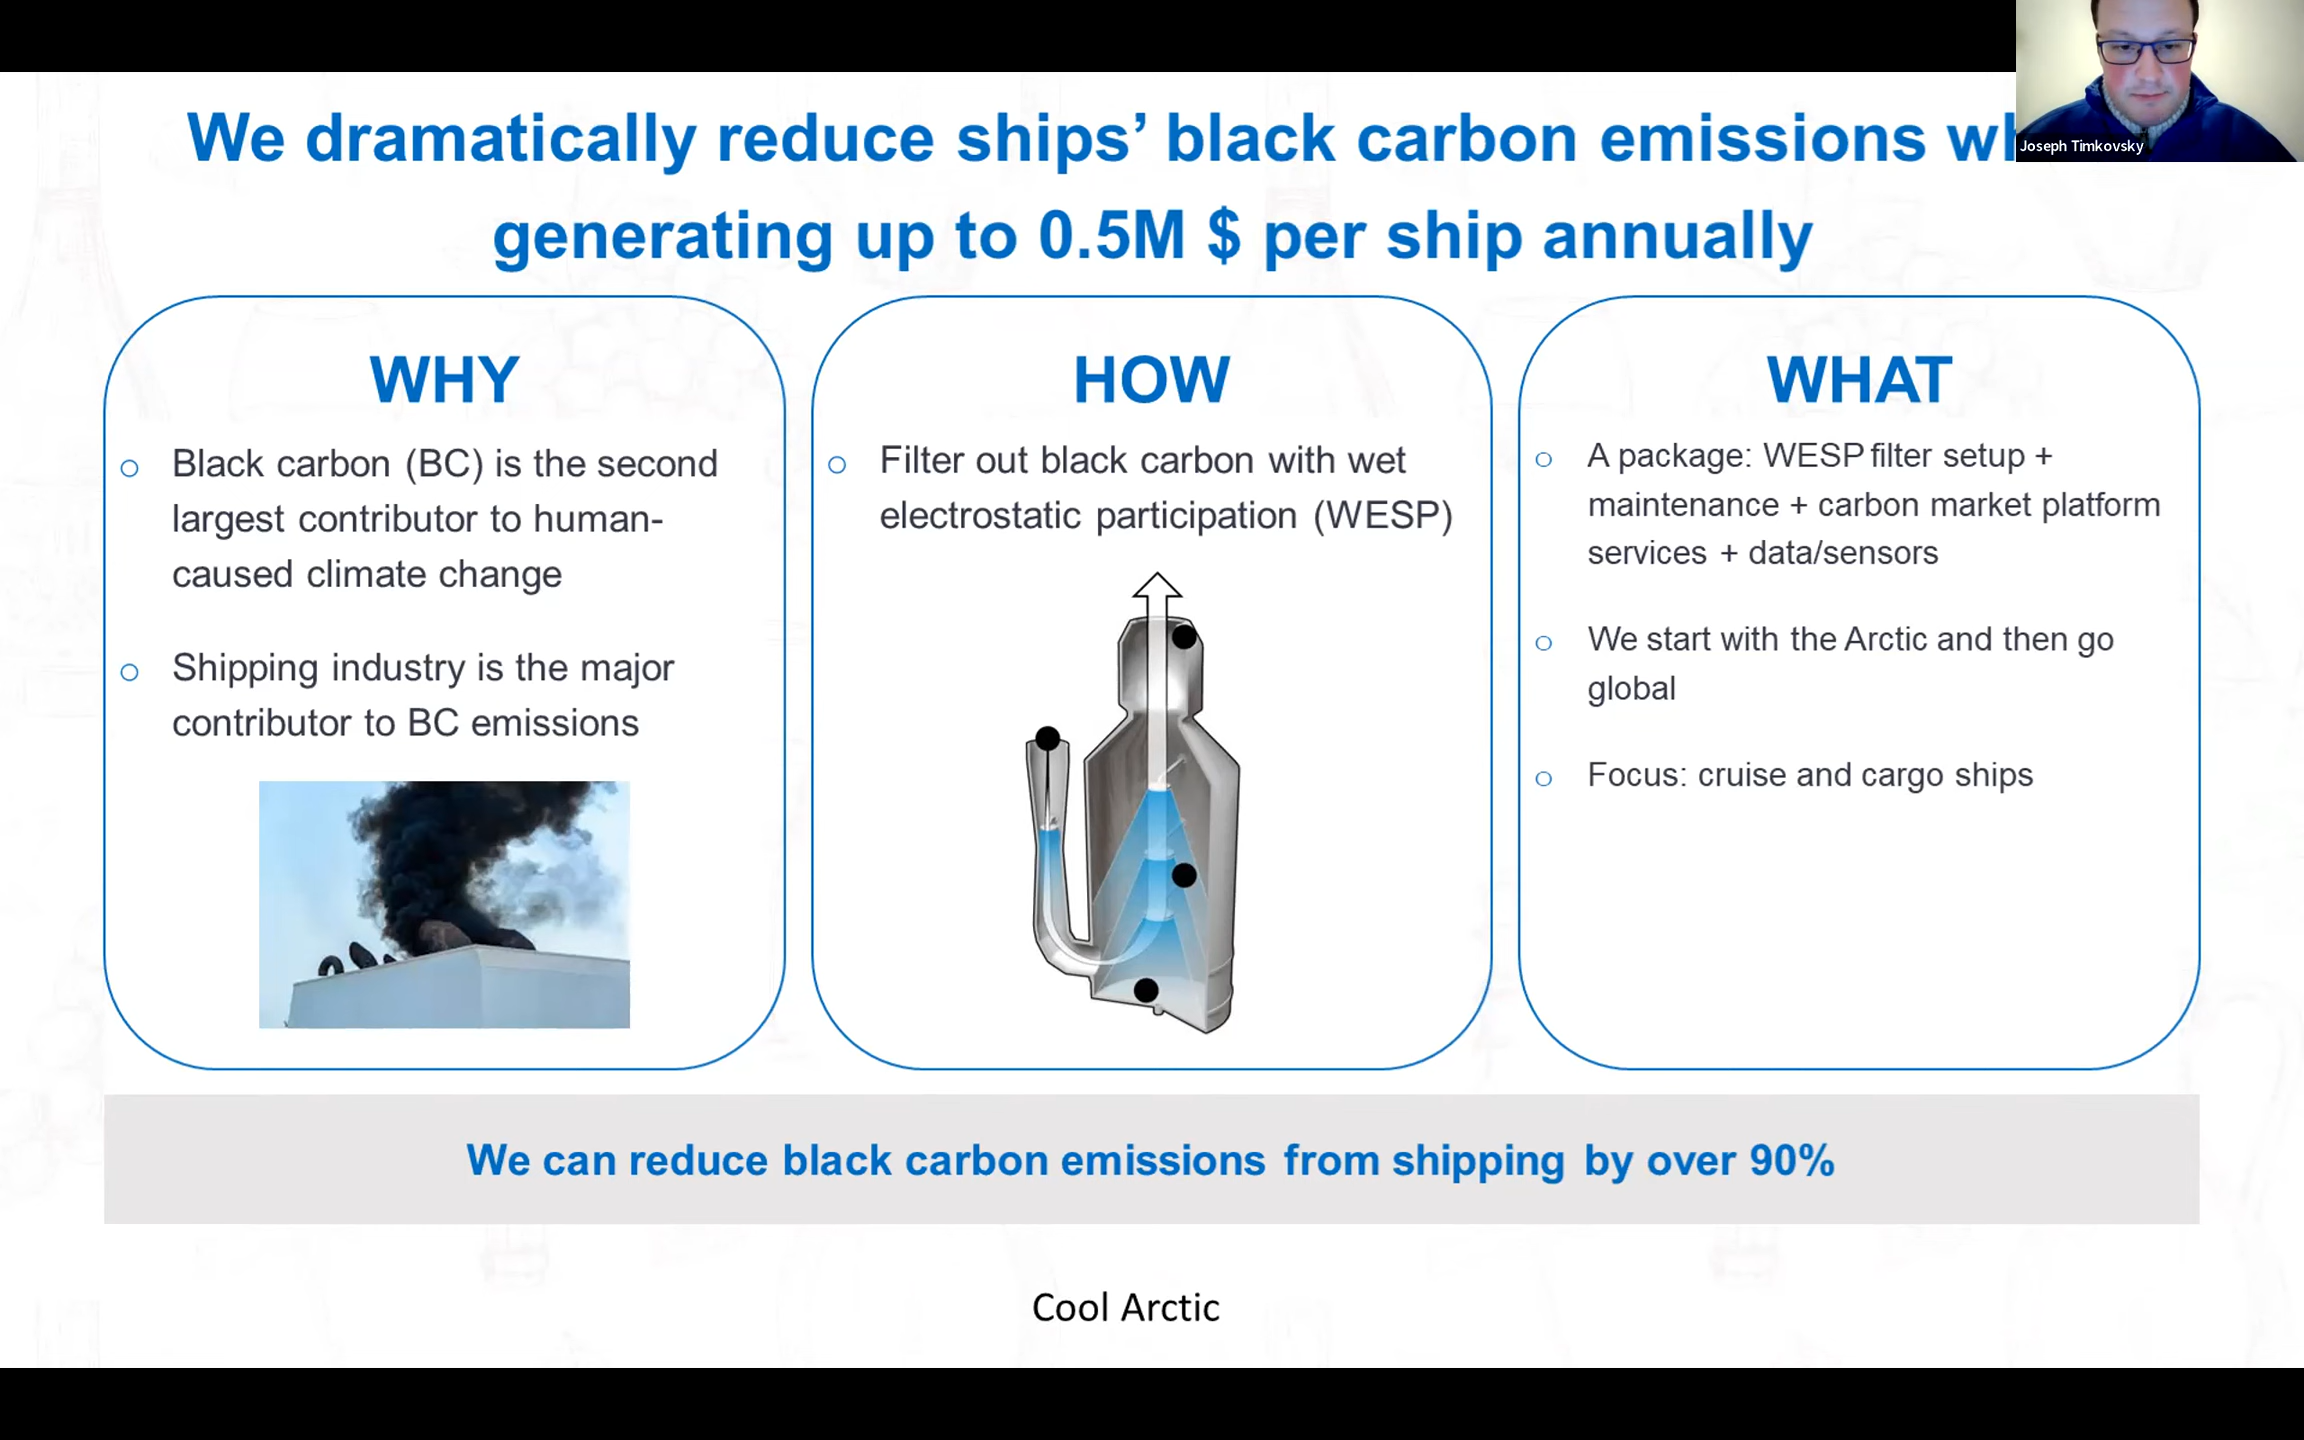 We dramatically reduce ships’ black carbon emissions
generating up to 0.5M $ per ship annually
Joseph Timkovsky
WHY
Black carbon (BC) is the second
largest contributor to human-
caused climate change
Shipping industry is the major
contributor to BC emissions
HOW
Filter out black carbon with wet
electrostatic participation (WESP)
WHAT
A package: WESP filter setup +
maintenance + carbon market platform
services + data/sensors
We start with the Arctic and then go
global
Focus: cruise and cargo ships
We can reduce black carbon emissions from shipping by over 90%
Cool Arctic